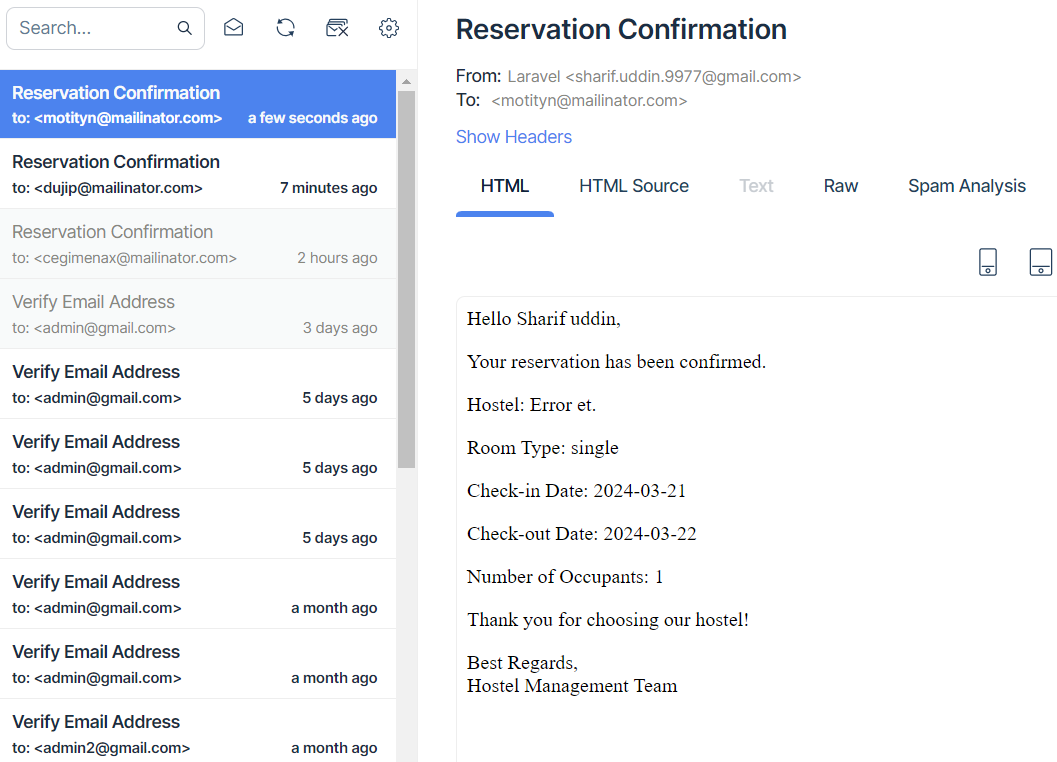 Search...
Reservation Confirmation
to: <motityn@mailinator.com> a few seconds ago
Reservation Confirmation
to: <dujip@mailinator.com> 7 minutes ago
Reservation Confirmation
to: <cegimenax@mailinator.com> 2 hours ago
Verify Email Address
to: <admin@gmail.com> 3 days ago
Verify Email Address
to: <admin@gmail.com> 5 days ago
Verify Email Address
to: <admin@gmail.com> 5 days ago
Verify Email Address
to: <admin@gmail.com> 5 days ago
Verify Email Address
to: <admin@gmail.com> a month ago
Verify Email Address
to: <admin@gmail.com> a month ago
Verify Email Address
to: <admin2@gmail.com> a month ago
Reservation Confirmation
From: Laravel <sharif.uddin.9977@gmail.com>
To: <motityn@mailinator.com>
Show Headers
HTML HTML Source Text Raw Spam Analysis
Hello Sharif uddin,
Your reservation has been confirmed.
Hostel: Error et.
Room Type: single
Check-in Date: 2024-03-21
Check-out Date: 2024-03-22
Number of Occupants: 1
Thank you for choosing our hostel!
Best Regards,
Hostel Management Team